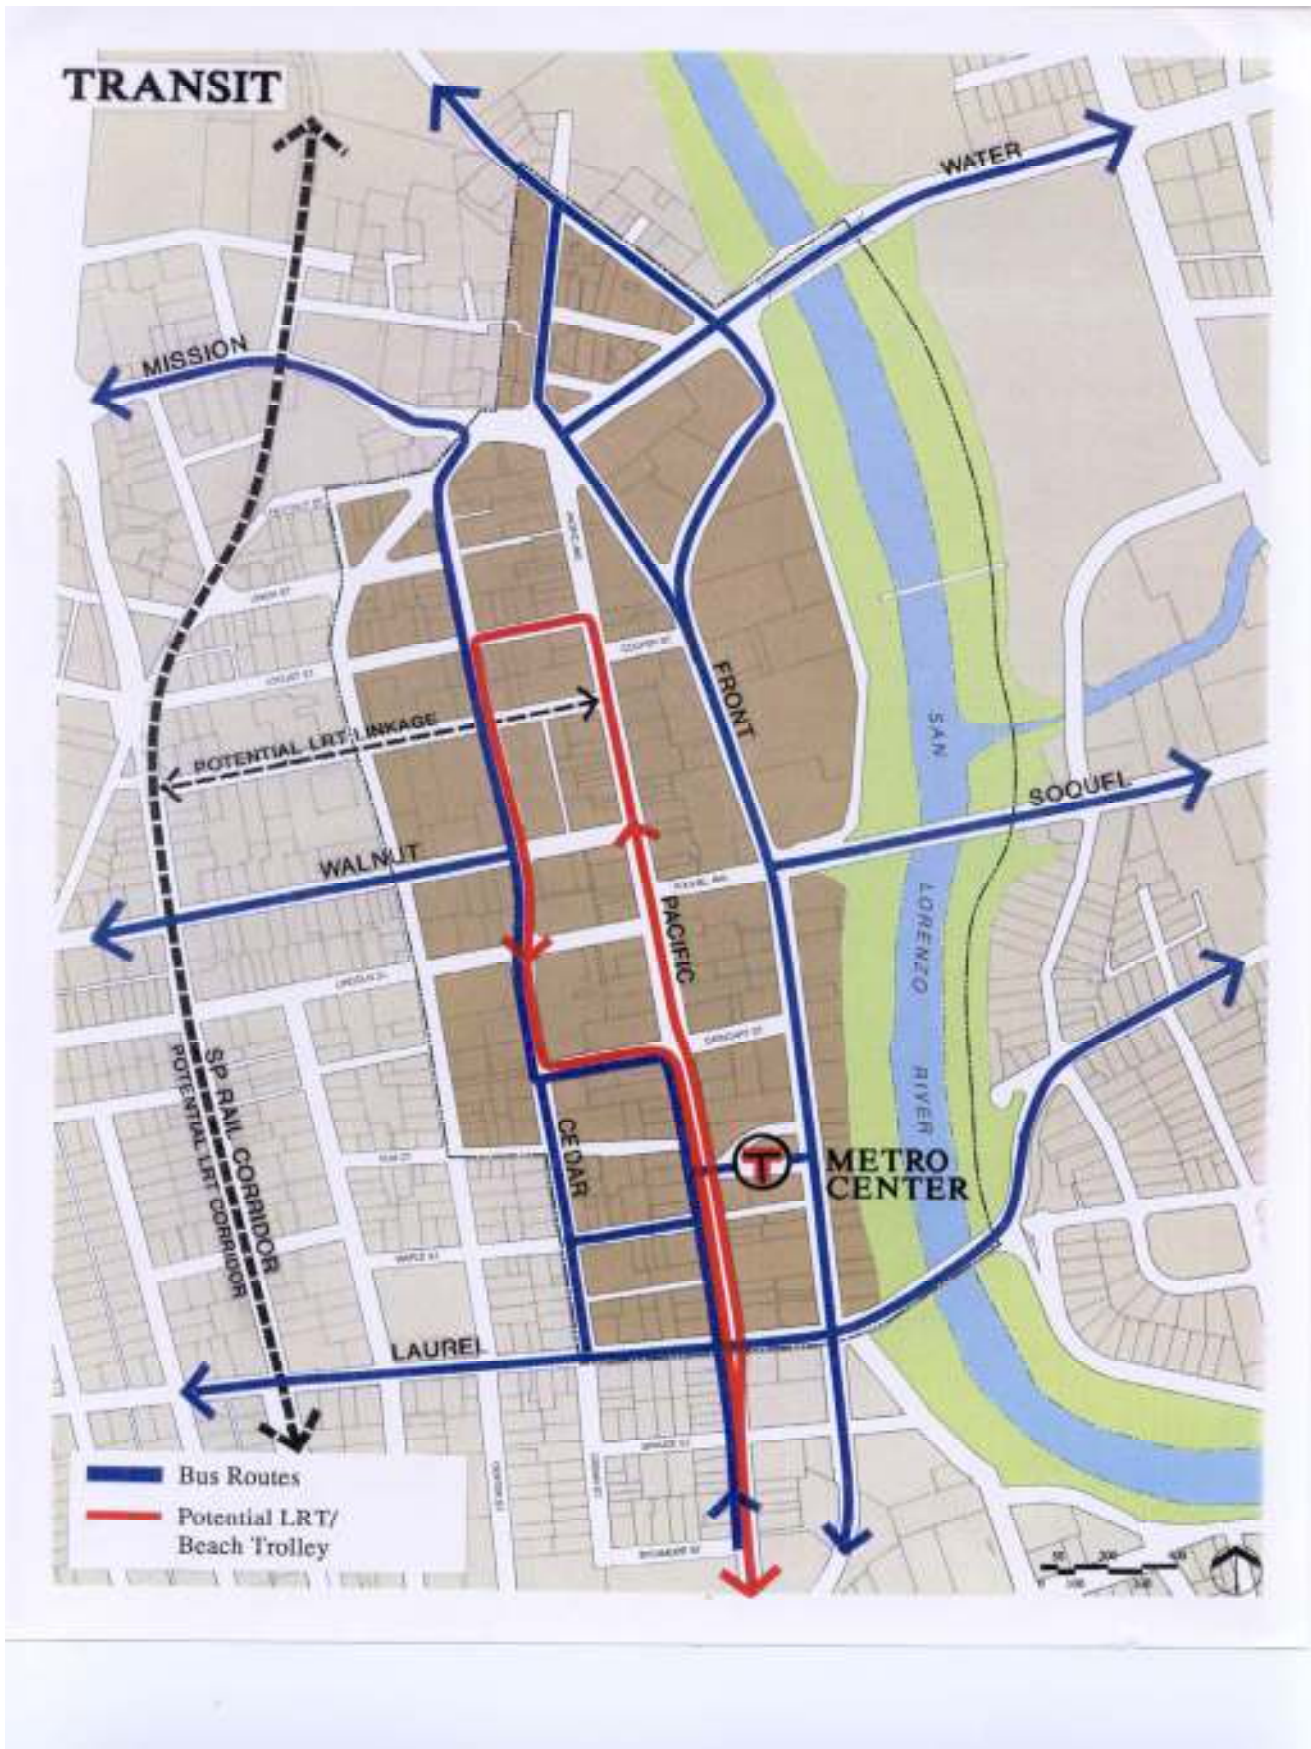 TRANSIT
WATER
MISSION
FRONT
POTENTIAL LRT LINKAGE
SAN
SOQUEL
WALNUT
PACIFIC
LORENZO
RIVER
SP RAIL CORRIDOR
POTENTIAL LRT CORRIDOR
CEDAR
METRO
CENTER
T
LAUREL
Bus Routes
Potential LRT/
Beach Trolley